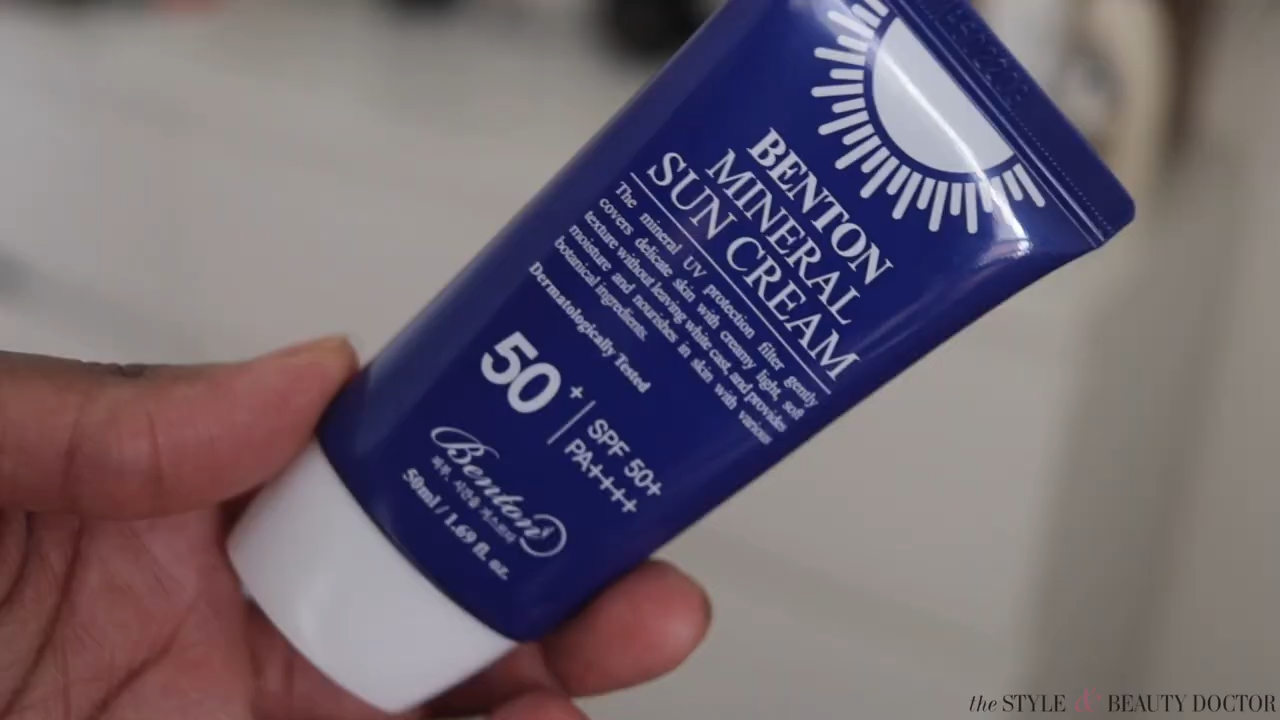 BENTON
MINERAL
SUN CREAM
The mineral UV protection filter gently
covers delicate skin with creamy light, soft
texture without leaving white cast, and provides
moisture and nourishes in skin with various
botanical ingredients.
Dermatologically Tested
50+
SPF 50+
PA++++
Benton
50ml / 1.69 fl. oz.
the STYLE & BEAUTY DOCTOR